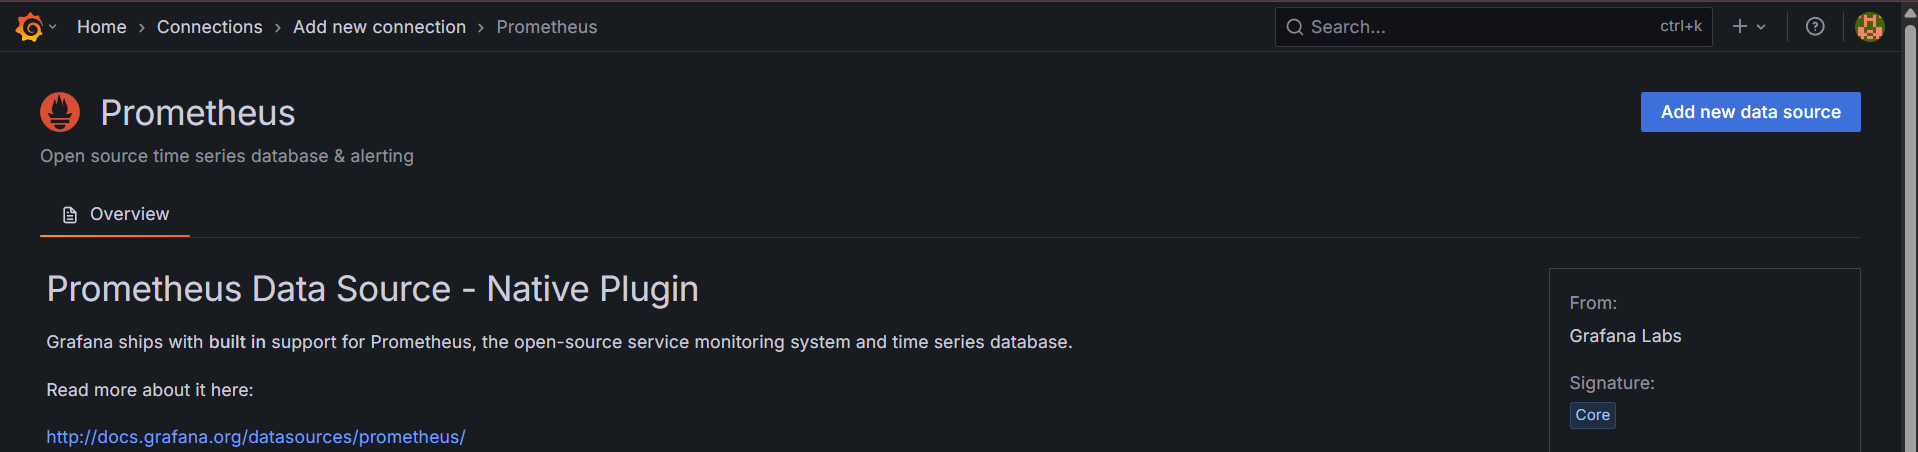 Home > Connections > Add new connection > Prometheus
Search...
ctrl+k
Prometheus
Add new data source
Open source time series database & alerting
Overview
Prometheus Data Source - Native Plugin
Grafana ships with built in support for Prometheus, the open-source service monitoring system and time series database.
Read more about it here:
http://docs.grafana.org/datasources/prometheus/
From:
Grafana Labs
Signature:
Core